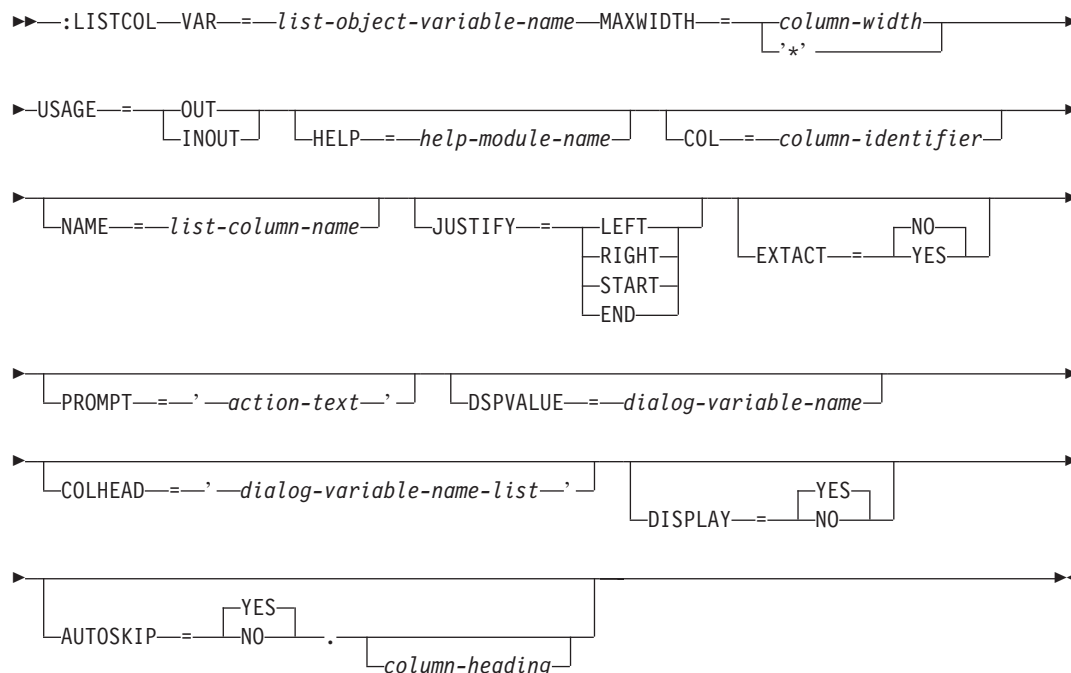 :LISTCOL VAR = list-object-variable-name MAXWIDTH = column-width
'*'
USAGE = OUT
INOUT
HELP = help-module-name
COL = column-identifier
NAME = list-column-name
JUSTIFY = LEFT
RIGHT
START
END
EXTACT = NO
YES
PROMPT = ' action-text '
DSPVALUE = dialog-variable-name
COLHEAD = ' dialog-variable-name-list '
DISPLAY = YES
NO
AUTOSKIP = YES
NO .
column-heading